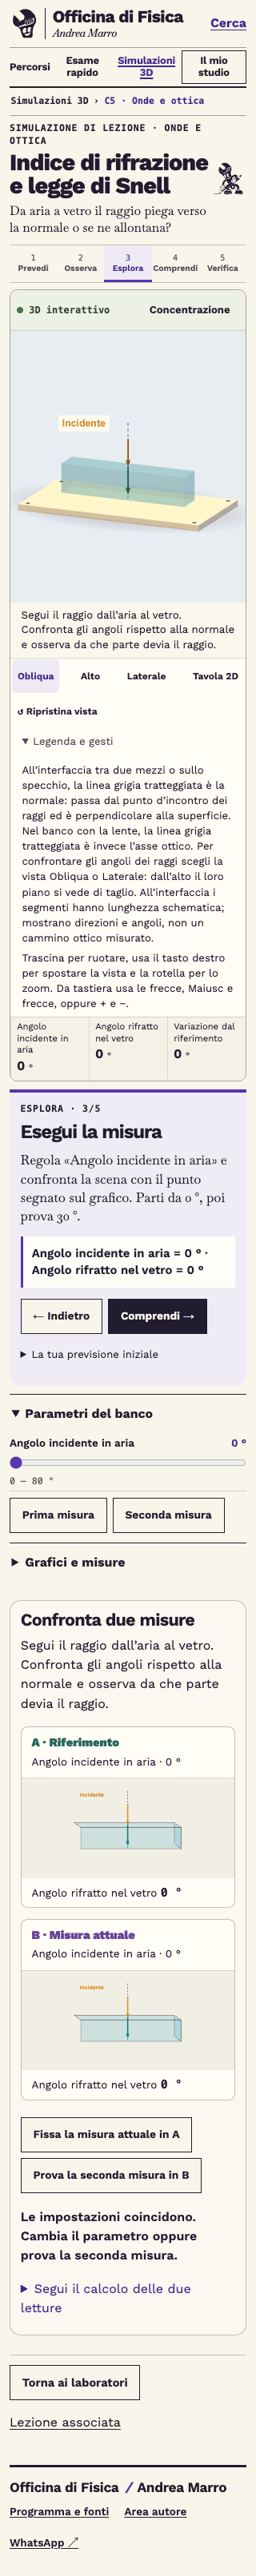 Officina di Fisica
Andrea Marro
Cerca
Percorsi
Esame rapido
Simulazioni 3D
Il mio studio
Simulazioni 3D › C5 · Onde e ottica
SIMULAZIONE DI LEZIONE · ONDE E
OTTICA
Indice di rifrazione
e legge di Snell
Da aria a vetro il raggio piega verso
la normale o se ne allontana?
1 Prevedi
2 Osserva
3 Esplora
4 Comprendi
5 Verifica
3D interattivo
Concentrazione
Incidente
Segui il raggio dall’aria al vetro.
Confronta gli angoli rispetto alla normale
e osserva da che parte devia il raggio.
Obliqua
Alto
Laterale
Tavola 2D
↺ Ripristina vista
▼ Legenda e gesti
All’interfaccia tra due mezzi o sullo
specchio, la linea grigia tratteggiata è la
normale: passa dal punto d’incontro dei
raggi ed è perpendicolare alla superficie.
Nel banco con la lente, la linea grigia
tratteggiata è invece l’asse ottico. Per
confrontare gli angoli dei raggi scegli la
vista Obliqua o Laterale: dall’alto il loro
piano si vede di taglio. All’interfaccia i
segmenti hanno lunghezza schematica;
mostrano direzioni e angoli, non un
cammino ottico misurato.
Trascina per ruotare, usa il tasto destro
per spostare la vista e la rotella per lo
zoom. Da tastiera usa le frecce, Maiusc e
frecce, oppure + e −.
Angolo incidente in aria
0 °
Angolo rifratto nel vetro
0 °
Variazione dal riferimento
0 °
ESPLORA · 3/5
Esegui la misura
Regola «Angolo incidente in aria» e
confronta la scena con il punto
segnato sul grafico. Parti da 0 °, poi
prova 30 °.
Angolo incidente in aria = 0 ° ·
Angolo rifratto nel vetro = 0 °
← Indietro
Comprendi →
▶ La tua previsione iniziale
▼ Parametri del banco
Angolo incidente in aria
0 °
0 — 80 °
Prima misura
Seconda misura
▶ Grafici e misure
Confronta due misure
Segui il raggio dall’aria al vetro.
Confronta gli angoli rispetto alla
normale e osserva da che parte
devia il raggio.
A · Riferimento
Angolo incidente in aria · 0 °
Incidente
Angolo rifratto nel vetro 0 °
B · Misura attuale
Angolo incidente in aria · 0 °
Incidente
Angolo rifratto nel vetro 0 °
Fissa la misura attuale in A
Prova la seconda misura in B
Le impostazioni coincidono.
Cambia il parametro oppure
prova la seconda misura.
▶ Segui il calcolo delle due
letture
Torna ai laboratori
Lezione associata
Officina di Fisica / Andrea Marro
Programma e fonti
Area autore
WhatsApp ↗